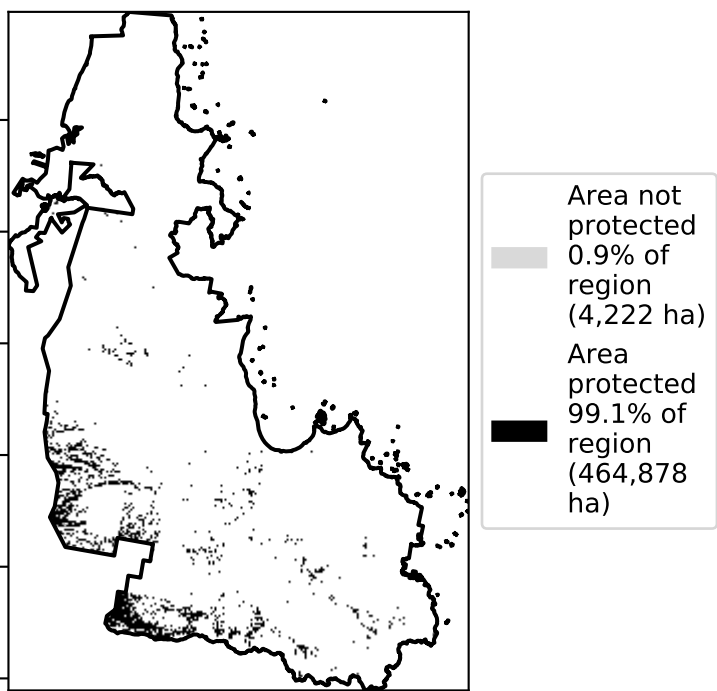 Area not
protected
0.9% of
region
(4,222 ha)
Area
protected
99.1% of
region
(464,878
ha)